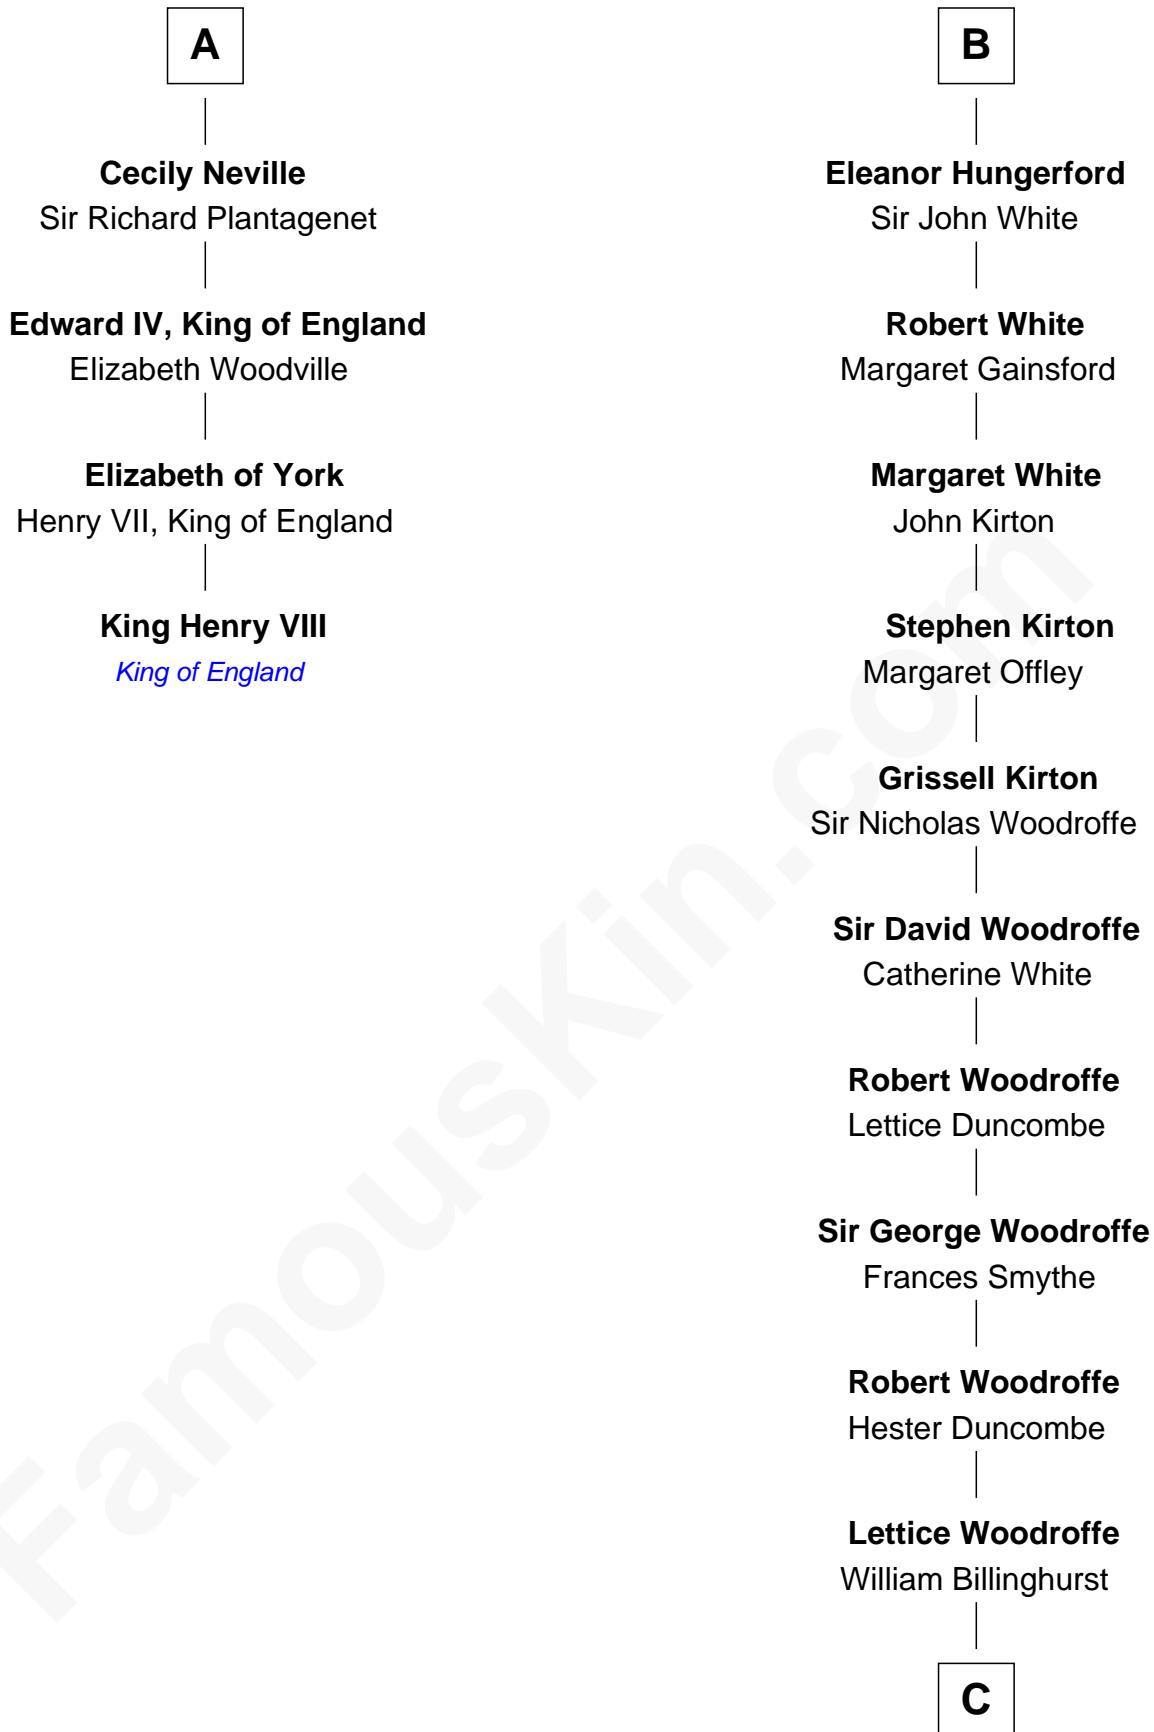 A
Cecily Neville
Sir Richard Plantagenet
Edward IV, King of England
Elizabeth Woodville
Elizabeth of York
Henry VII, King of England
King Henry VIII
King of England
B
Eleanor Hungerford
Sir John White
Robert White
Margaret Gainsford
Margaret White
John Kirton
Stephen Kirton
Margaret Offley
Grissell Kirton
Sir Nicholas Woodroffe
Sir David Woodroffe
Catherine White
Robert Woodroffe
Lettice Duncombe
Sir George Woodroffe
Frances Smythe
Robert Woodroffe
Hester Duncombe
Lettice Woodroffe
William Billinghurst
C
FamousKin.com